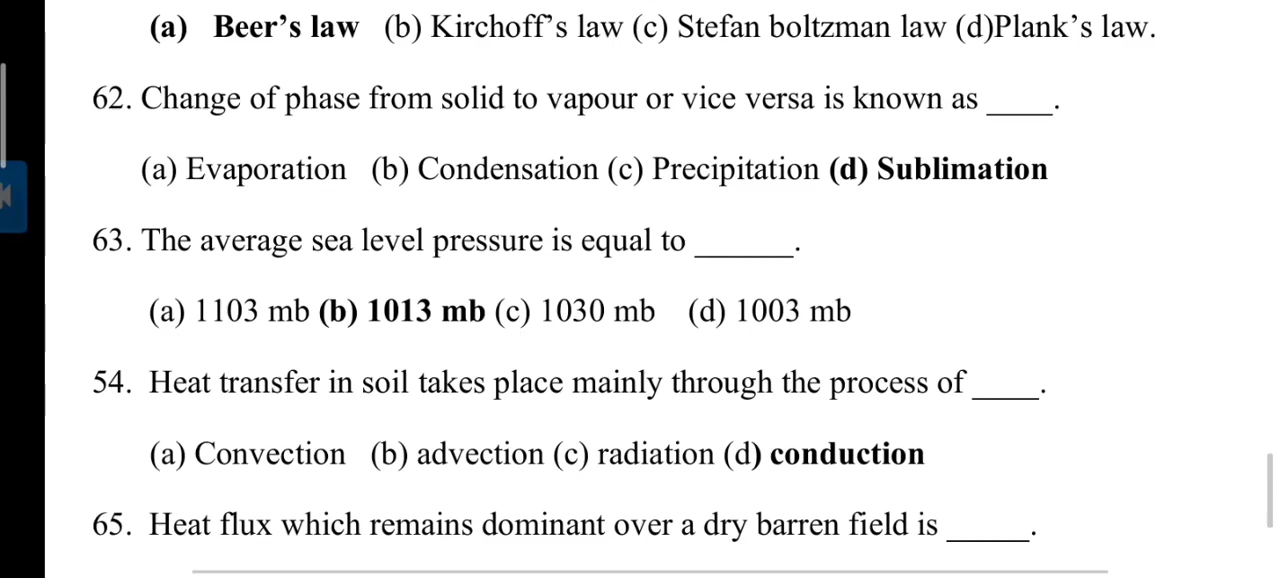 (a) Beer’s law (b) Kirchoff’s law (c) Stefan boltzman law (d)Plank’s law.
62. Change of phase from solid to vapour or vice versa is known as ____.
(a) Evaporation (b) Condensation (c) Precipitation (d) Sublimation
63. The average sea level pressure is equal to ______.
(a) 1103 mb (b) 1013 mb (c) 1030 mb (d) 1003 mb
54. Heat transfer in soil takes place mainly through the process of ____.
(a) Convection (b) advection (c) radiation (d) conduction
65. Heat flux which remains dominant over a dry barren field is _____.